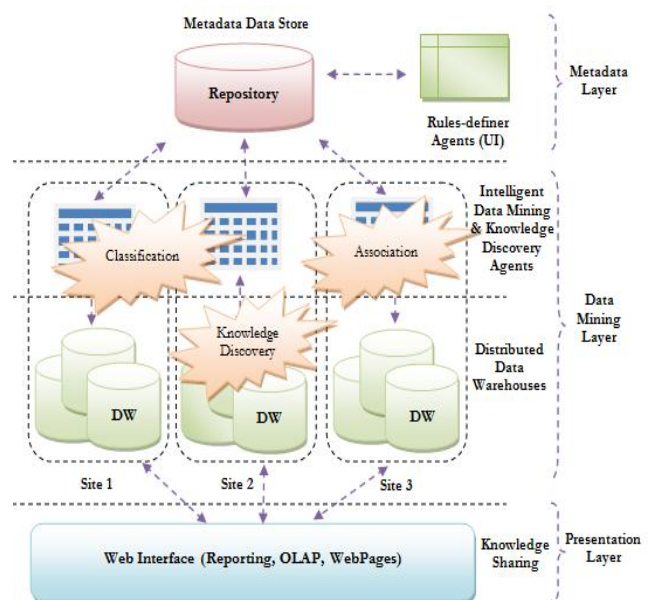 Metadata Data Store
Repository
Rules-definer
Agents (UI)
Metadata
Layer
Classification
Association
Intelligent
Data Mining
& Knowledge
Discovery
Agents
Knowledge
Discovery
Data
Mining
Layer
Distributed
Data
Warehouses
DW
DW
DW
Site 1
Site 2
Site 3
Web Interface (Reporting, OLAP, WebPages)
Knowledge
Sharing
Presentation
Layer